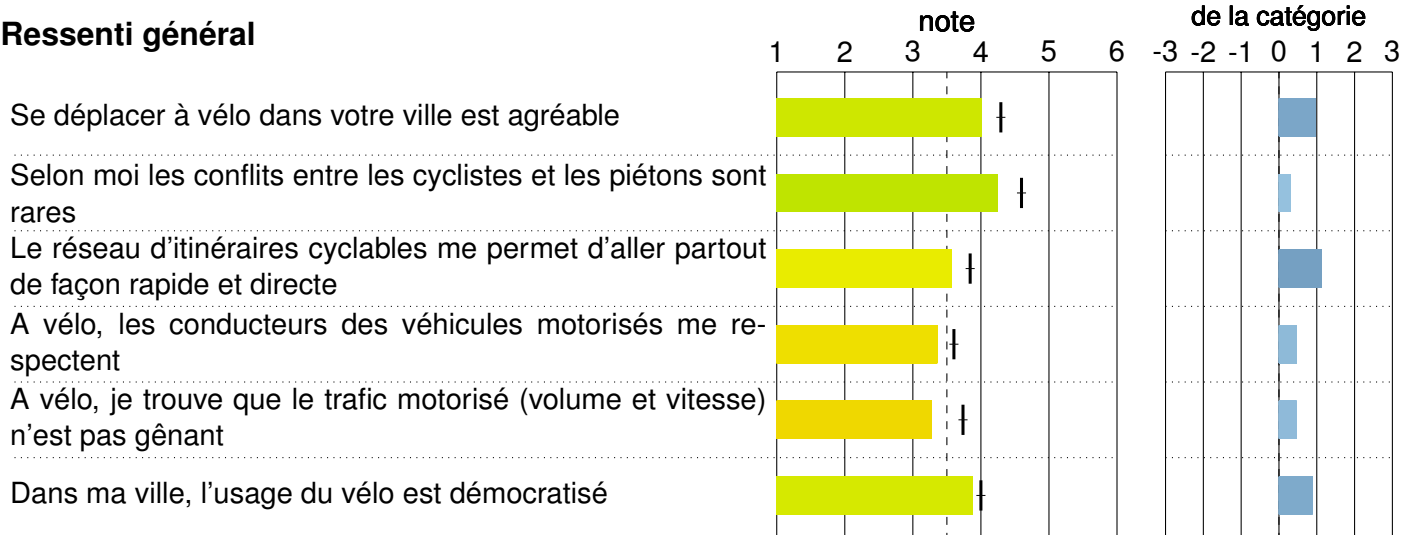 Ressenti général
note
de la catégorie
1 2 3 4 5 6
-3 -2 -1 0 1 2 3
Se déplacer à vélo dans votre ville est agréable
Selon moi les conflits entre les cyclistes et les piétons sont
rares
Le réseau d'itinéraires cyclables me permet d'aller partout
de façon rapide et directe
A vélo, les conducteurs des véhicules motorisés me re-
spectent
A vélo, je trouve que le trafic motorisé (volume et vitesse)
n'est pas gênant
Dans ma ville, l'usage du vélo est démocratisé